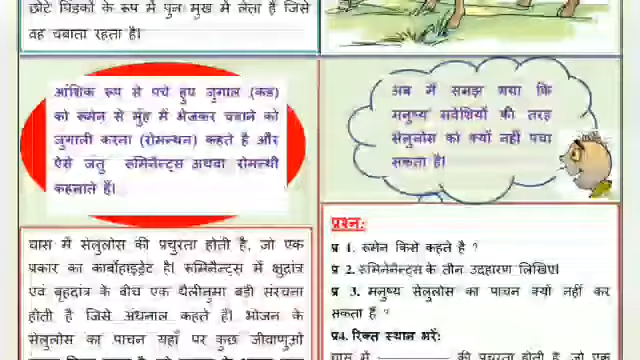 छोटे पिंडकों के रूप में पुनः मुख में लेता है जिसे
वह चबाता रहता है।
आंशिक रूप से पचे हुए जुगाल (कड)
को रूमेन से मुँह में भेजकर चबाने को
जुगाली करना (रोमन्थन) कहते है और
ऐसे जंतु रूमिनैन्ट्स अथवा रोमन्थी
कहलाते हैं।
अब में समझ गया कि
मनुष्य मवेशियों की तरह
सेलुलोस को क्यों नहीं पचा
सकता है।
घास में सेलुलोस की प्रचुरता होती है, जो एक
प्रकार का कार्बोहाइड्रेट है। रूमिनैन्ट्स में क्षुद्रांत्र
एवं बृहदांत्र के बीच एक थैलीनुमा बड़ी संरचना
होती है जिसे अंधनाल कहते हैं। भोजन के
सेलुलोस का पाचन यहाँ पर कुछ जीवाणुओं
प्रश्न:
प्र 1. रूमेन किसे कहते है ?
प्र 2. रूमिनेनैन्ट्स के तीन उदहारण लिखिए।
प्र 3. मनुष्य सेलुलोस का पाचन क्यों नहीं कर
सकता हैं ?
प्र4. रिक्त स्थान भरें:
घास में __________ की प्रचुरता होती है, जो एक